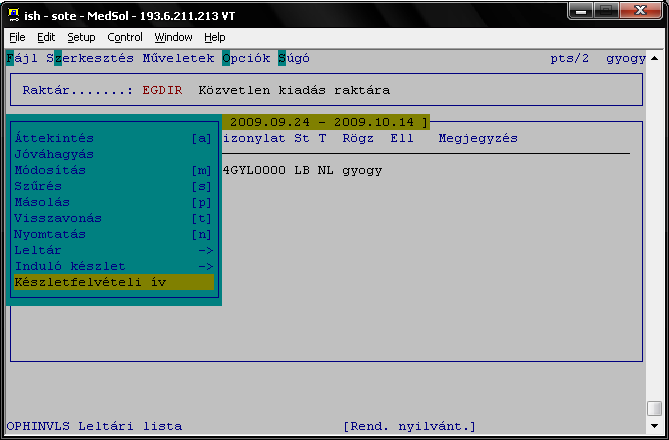 ish - sote - MedSol - 193.6.211.213 VT
File Edit Setup Control Window Help
Fájl Szerkesztés Műveletek Opciók Súgó pts/2 gyogy
Raktár.......: EGDIR Közvetlen kiadás raktára
2009.09.24 - 2009.10.14 ]
Áttekintés [a] izonylat St T Rögz Ell Megjegyzés
Jóváhagyás
Módosítás [m] 4GYL0000 LB NL gyogy
Szűrés [s]
Másolás [p]
Visszavonás [t]
Nyomtatás [n]
Leltár ->
Induló készlet ->
Készletfelvételi ív
OPHINVLS Leltári lista [Rend. nyilvánt.]